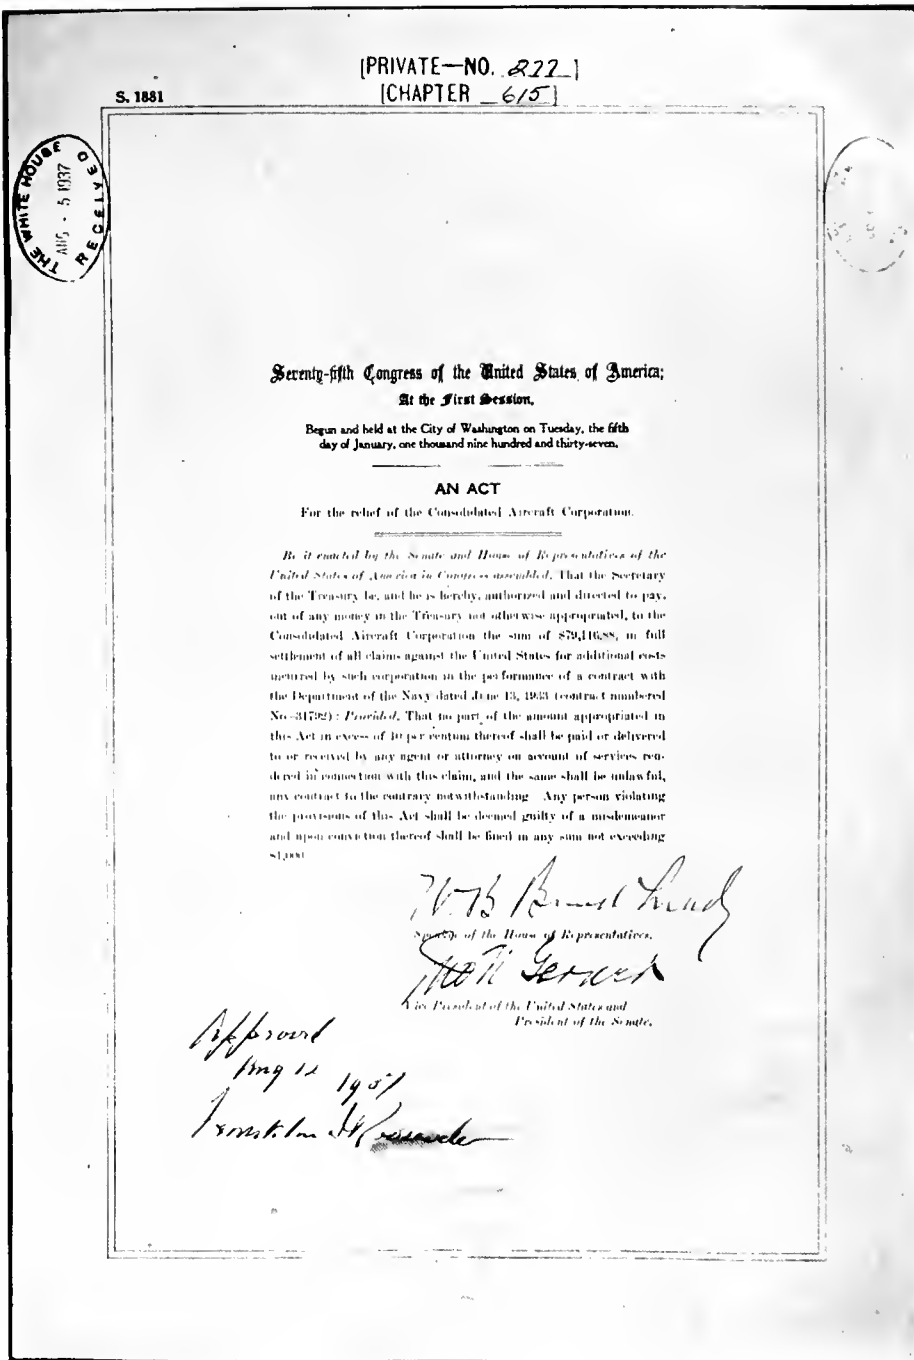 [PRIVATE—NO. 277]
[CHAPTER 615]
S. 1881
THE WHITE HOUSE
AUG - 5 1937
RECEIVED
Seventy-fifth Congress of the United States of America;
At the First Session,
Begun and held at the City of Washington on Tuesday, the fifth
day of January, one thousand nine hundred and thirty-seven.
AN ACT
For the relief of the Consolidated Aircraft Corporation.
Be it enacted by the Senate and House of Representatives of the
United States of America in Congress assembled, That the Secretary
of the Treasury be, and he is hereby, authorized and directed to pay,
out of any money in the Treasury not otherwise appropriated, to the
Consolidated Aircraft Corporation the sum of $79,416.88, in full
settlement of all claims against the United States for additional costs
incurred by such corporation in the performance of a contract with
the Department of the Navy dated June 13, 1933 (contract numbered
No-31792): Provided, That no part of the amount appropriated in
this Act in excess of 10 per centum thereof shall be paid or delivered
to or received by any agent or attorney on account of services ren-
dered in connection with this claim, and the same shall be unlawful,
any contract to the contrary notwithstanding Any person violating
the provisions of this Act shall be deemed guilty of a misdemeanor
and upon conviction thereof shall be fined in any sum not exceeding
$1,000
W. B. Bankhead
Speaker of the House of Representatives.
Jno N Garner
Vice President of the United States and
President of the Senate.
Approved
Aug 12 1937
Franklin D Roosevelt